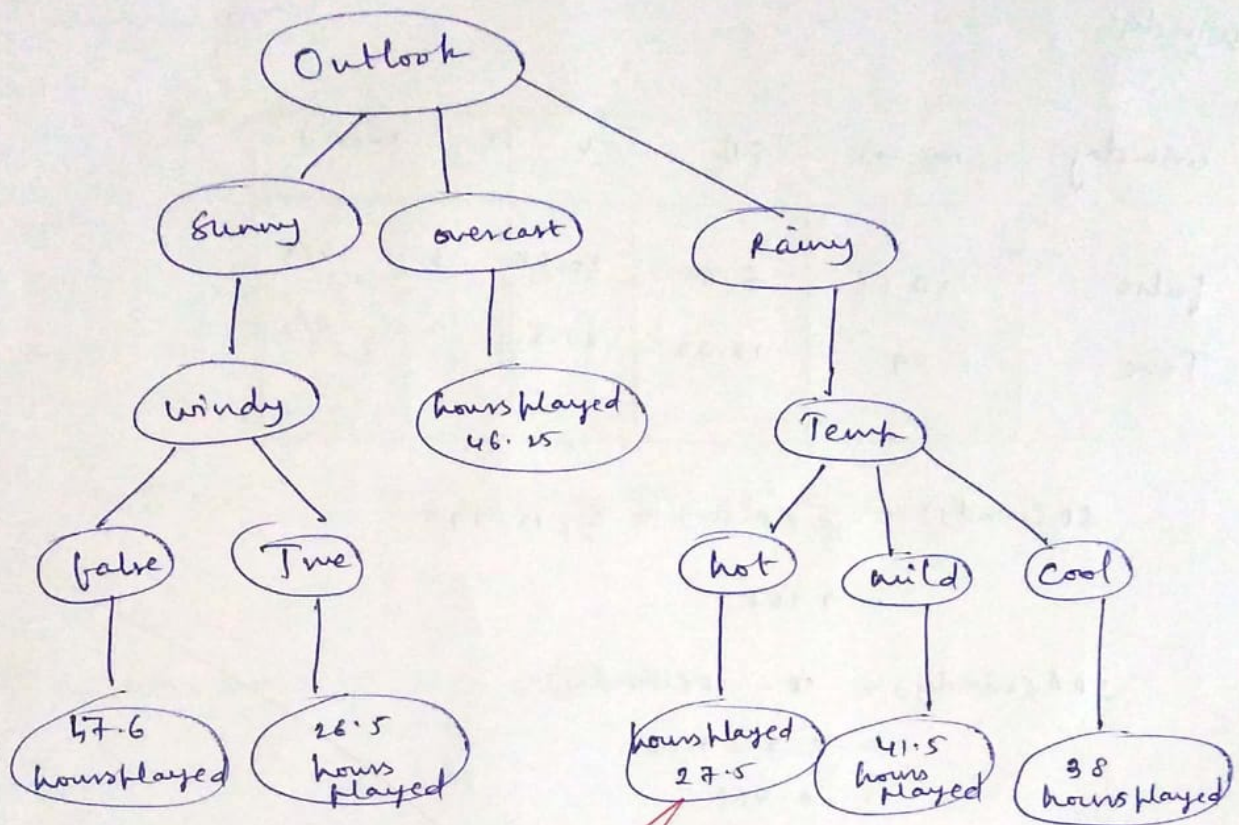 Outlook
Sunny
overcast
Rainy
windy
hours played
46.25
Temp
false
True
hot
mild
cool
47.6
hours played
26.5
hours
played
hours played
27.5
41.5
hours
played
38
hours played